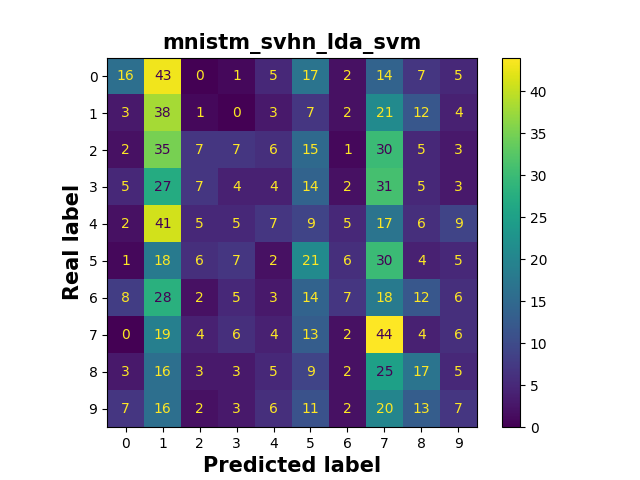 mnistm_svhn_lda_svm
Real label
0 16 43 0 1 5 17 2 14 7 5
1 3 38 1 0 3 7 2 21 12 4
2 2 35 7 7 6 15 1 30 5 3
3 5 27 7 4 4 14 2 31 5 3
4 2 41 5 5 7 9 5 17 6 9
5 1 18 6 7 2 21 6 30 4 5
6 8 28 2 5 3 14 7 18 12 6
7 0 19 4 6 4 13 2 44 4 6
8 3 16 3 3 5 9 2 25 17 5
9 7 16 2 3 6 11 2 20 13 7
0 1 2 3 4 5 6 7 8 9
Predicted label
40
35
30
25
20
15
10
5
0